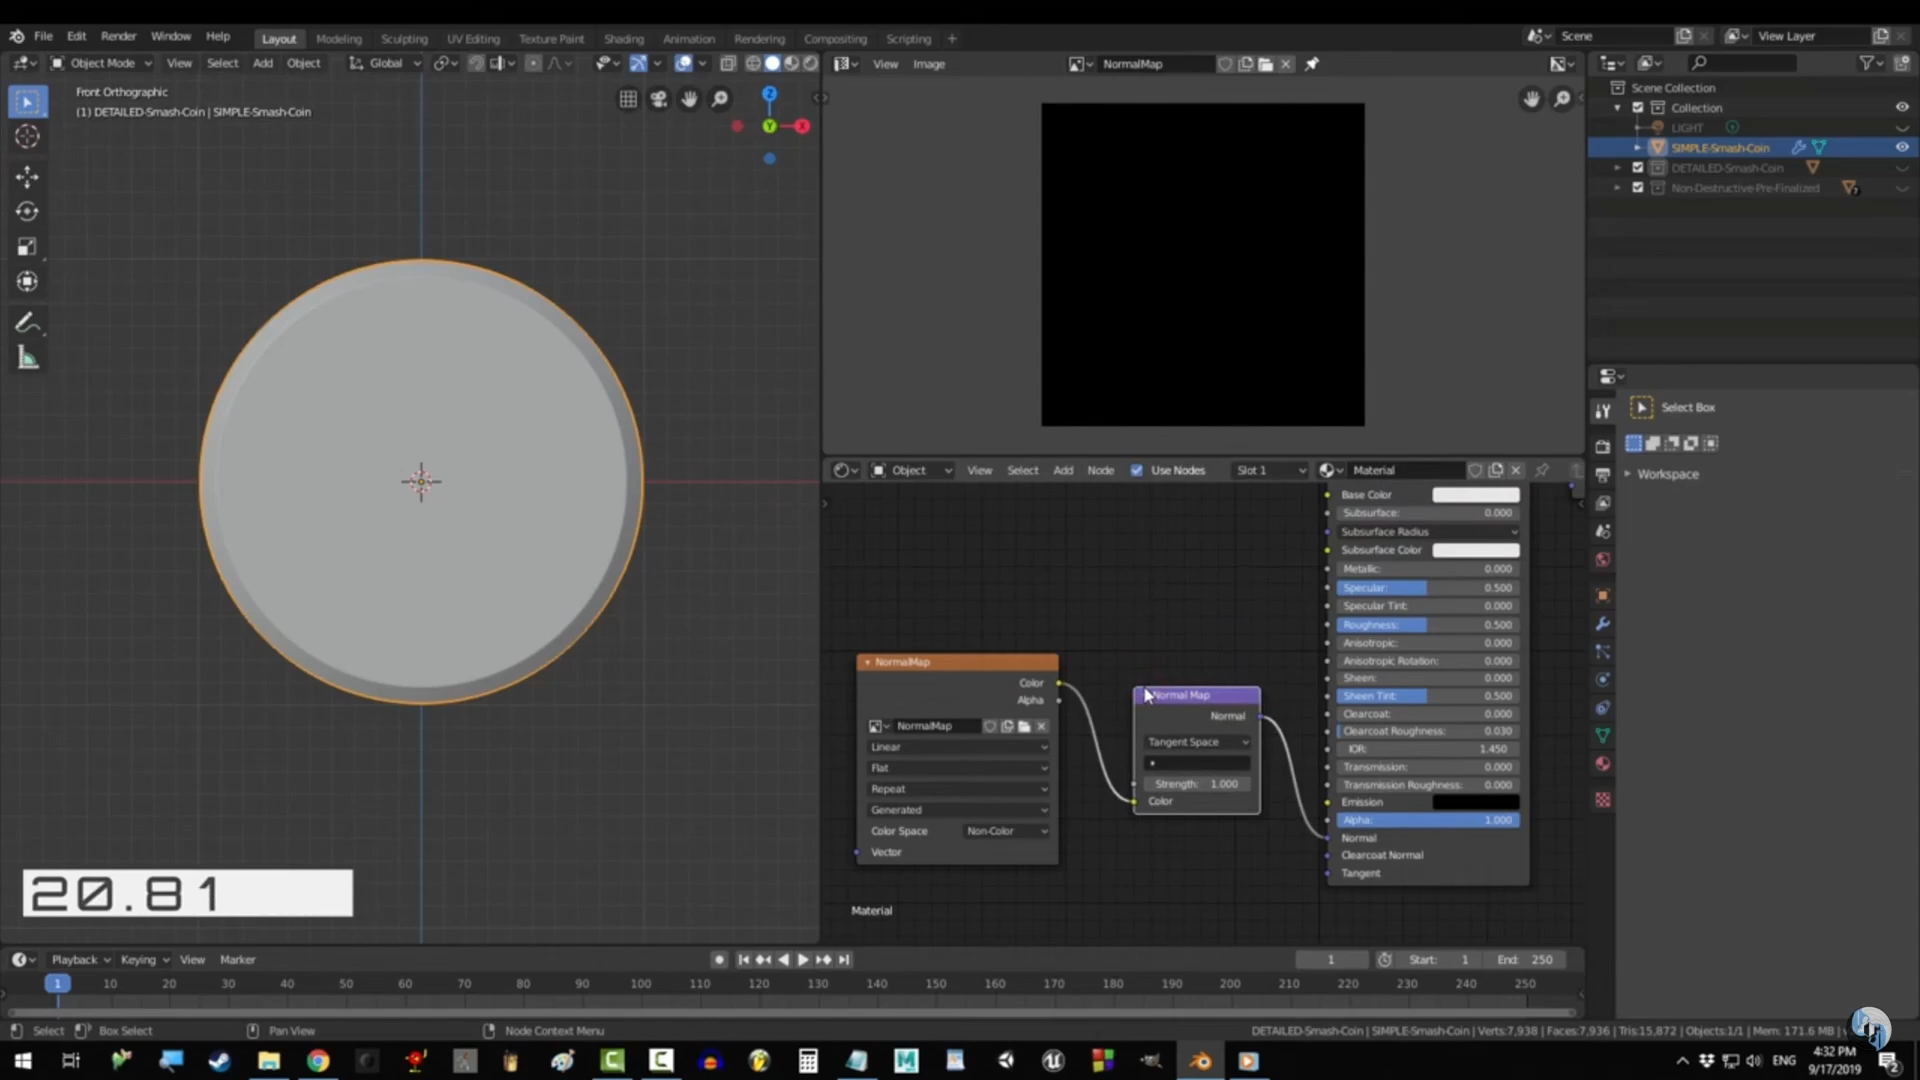 File Edit Render Window Help Layout Modeling Sculpting UV Editing Texture Paint Shading Animation Rendering Compositing Scripting + Scene View Layer
Object Mode View Select Add Object Global View Image NormalMap
Front Orthographic
(1) DETAILED-Smash-Coin | SIMPLE-Smash-Coin
Z
Y
X
Scene Collection
Collection
LIGHT
SIMPLE-Smash-Coin
DETAILED-Smash-Coin
Non-Destructive-Pre-Finalized
Select Box
Workspace
Object View Select Add Node Use Nodes Slot 1 Material
Base Color
Subsurface: 0.000
Subsurface Radius
Subsurface Color
Metallic: 0.000
Specular: 0.500
Specular Tint: 0.000
Roughness: 0.500
Anisotropic: 0.000
Anisotropic Rotation: 0.000
Sheen: 0.000
Sheen Tint: 0.500
Clearcoat: 0.000
Clearcoat Roughness: 0.030
IOR: 1.450
Transmission: 0.000
Transmission Roughness: 0.000
Emission
Alpha: 1.000
Normal
Clearcoat Normal
Tangent
NormalMap
Color
Alpha
NormalMap
Linear
Flat
Repeat
Generated
Color Space Non-Color
Vector
Normal Map
Normal
Tangent Space
Strength: 1.000
Color
Material
20.81
Playback Keying View Marker 1 Start: 1 End: 250
1 10 20 30 40 50 60 70 80 90 100 110 120 130 140 150 160 170 180 190 200 210 220 230 240 250
Select Box Select Pan View Node Context Menu DETAILED-Smash-Coin | SIMPLE-Smash-Coin | Verts:7,938 | Faces:7,936 | Tris:15,872 | Objects:1/1 | Mem: 171.6 MB |
ENG 4:32 PM
9/17/2019